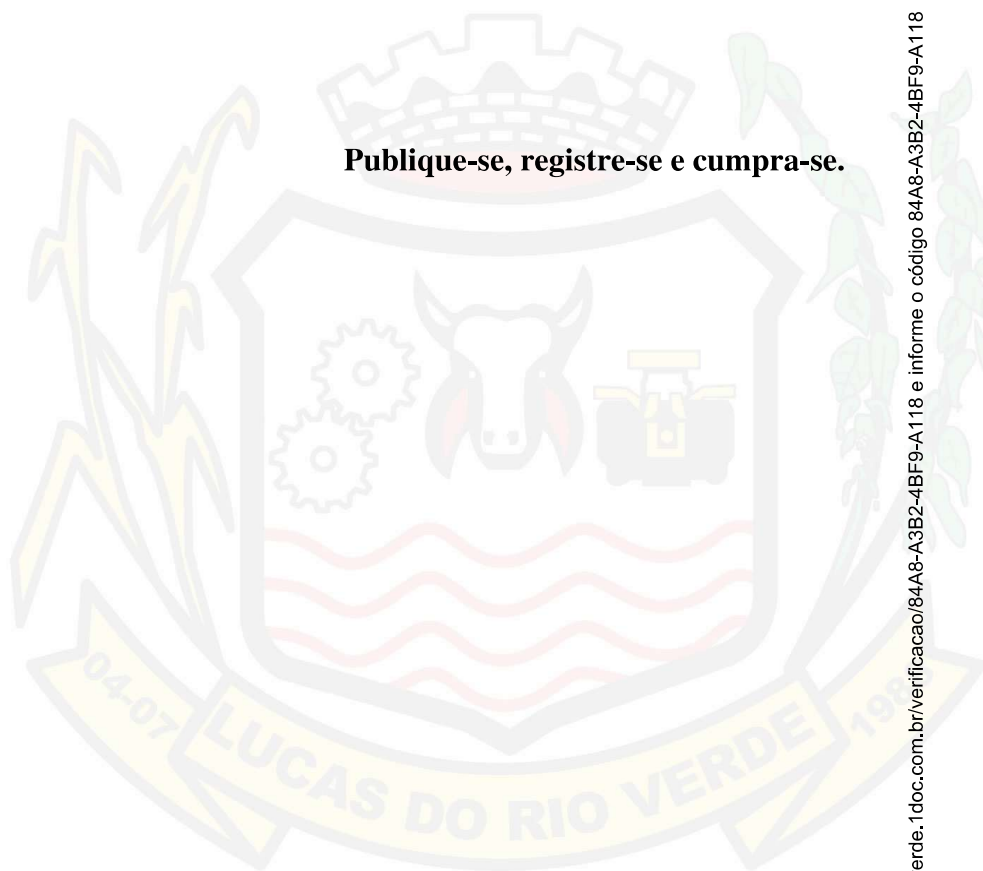 Publique-se, registre-se e cumpra-se.
erde.1doc.com.br/verificacao/84A8-A3B2-4BF9-A118 e informe o código 84A8-A3B2-4BF9-A118
04-07
LUCAS DO RIO VERDE
1988